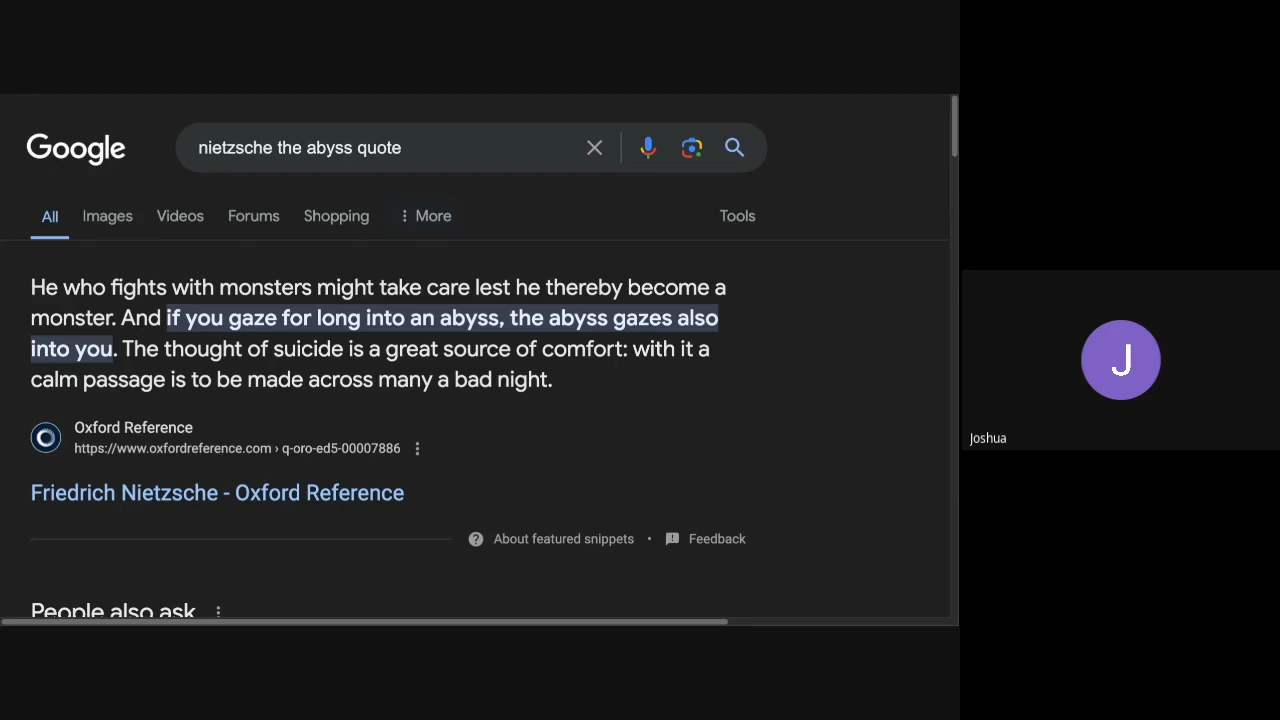 Google
nietzsche the abyss quote
All Images Videos Forums Shopping More Tools
He who fights with monsters might take care lest he thereby become a
monster. And if you gaze for long into an abyss, the abyss gazes also
into you. The thought of suicide is a great source of comfort: with it a
calm passage is to be made across many a bad night.
Oxford Reference
https://www.oxfordreference.com › q-oro-ed5-00007886
Friedrich Nietzsche - Oxford Reference
About featured snippets • Feedback
People also ask
J
Joshua